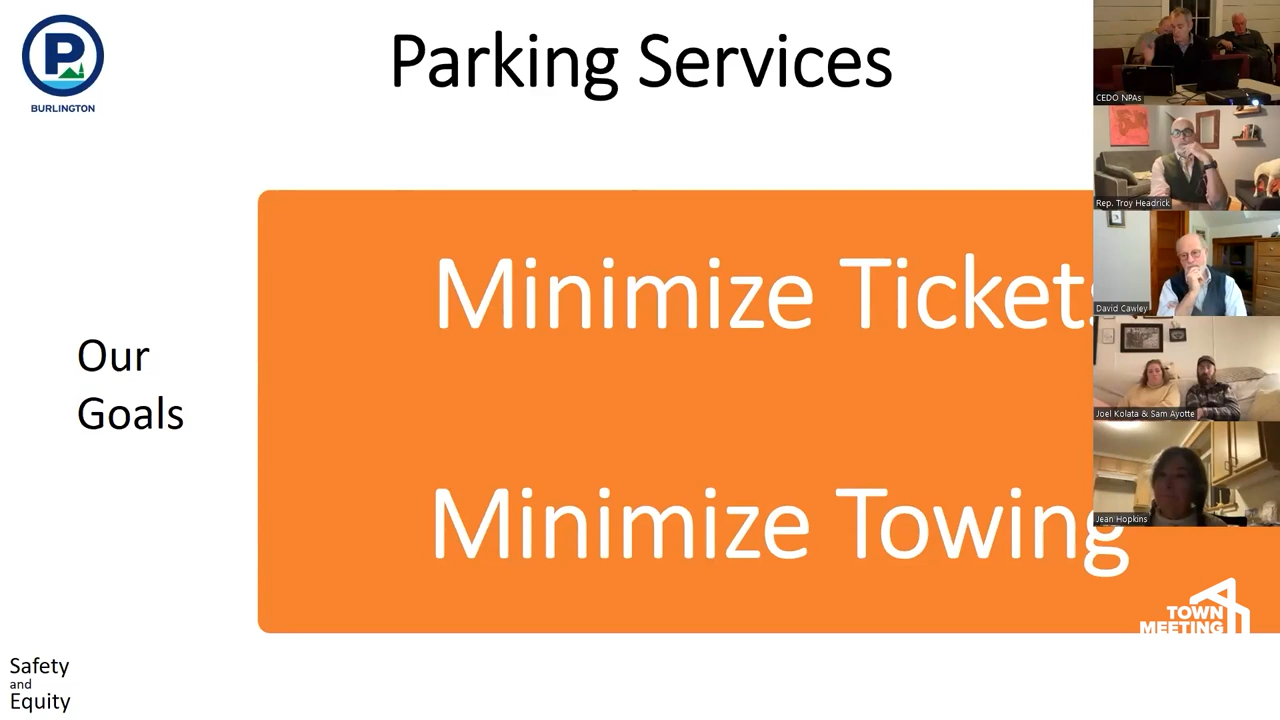 P
BURLINGTON
Parking Services
Our
Goals
Minimize Tickets
Minimize Towing
Safety
and
Equity
CEDO NPAs
Rep. Troy Headrick
David Cawley
Joel Kolata & Sam Ayotte
Jean Hopkins
TOWN
MEETING